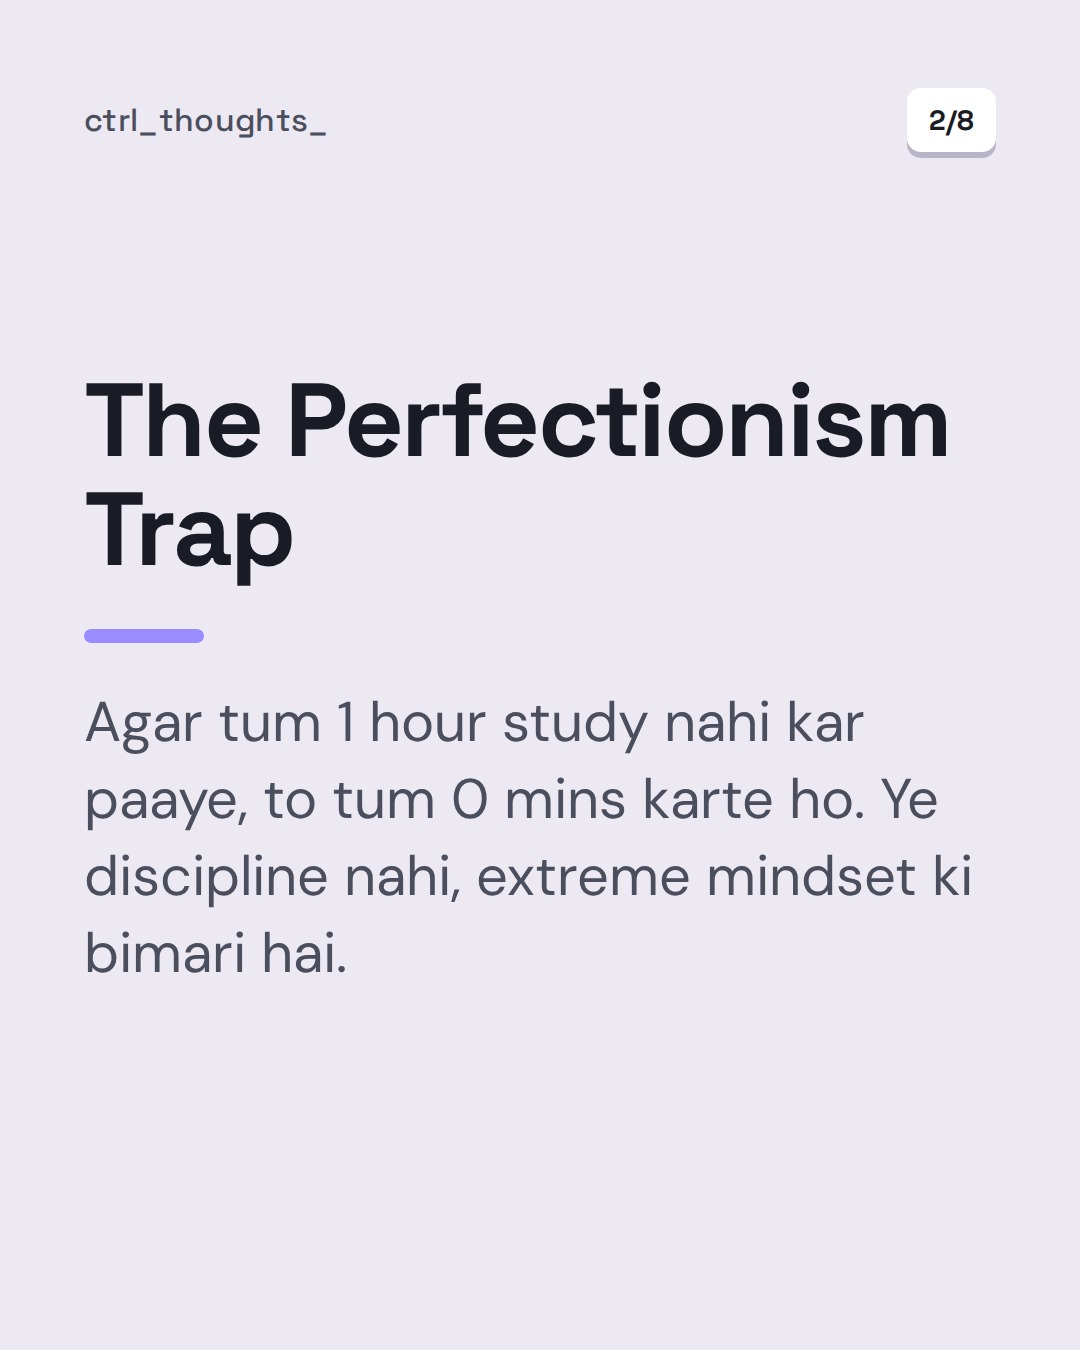 ctrl_thoughts_
2/8
The Perfectionism
Trap
Agar tum 1 hour study nahi kar
paaye, to tum 0 mins karte ho. Ye
discipline nahi, extreme mindset ki
bimari hai.